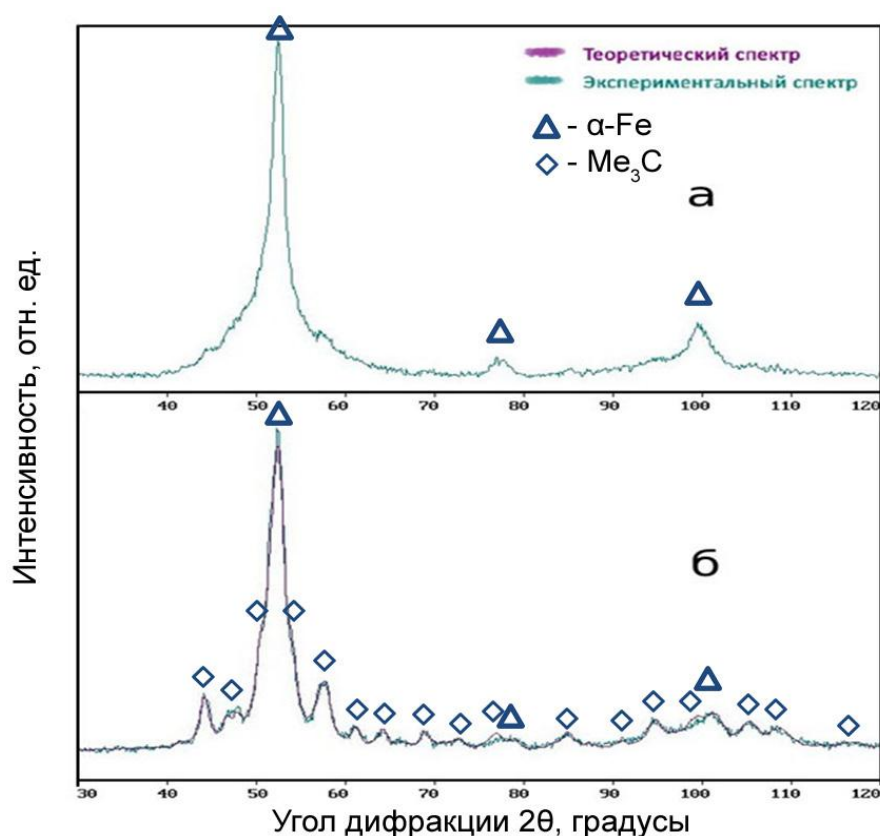 Теоретический спектр
Экспериментальный спектр
- α-Fe
- Me₃C
а
40 50 60 70 80 90 100 110 120
б
30 40 50 60 70 80 90 100 110 120
Интенсивность, отн. ед.
Угол дифракции 2θ, градусы